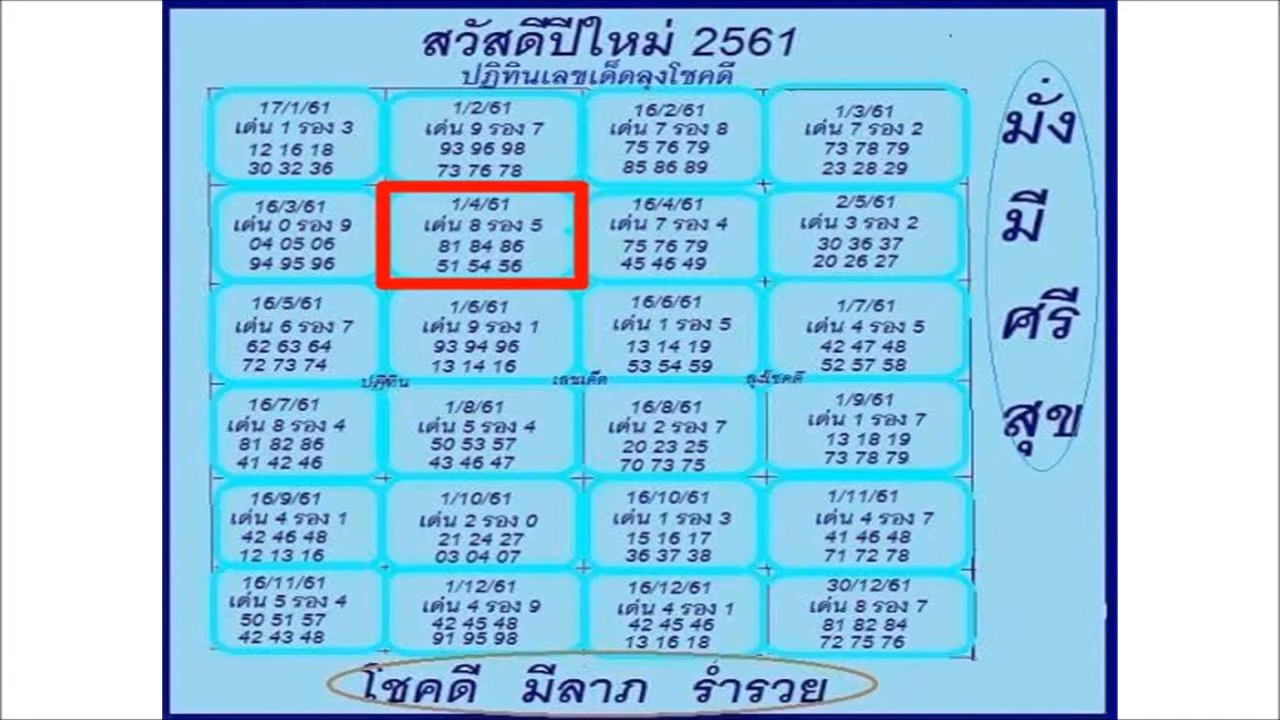 สวัสดีปีใหม่ 2561
ปฏิทินเลขเด็ดลุงโชคดี
17/1/61
เด่น 1 รอง 3
12 16 18
30 32 36
1/2/61
เด่น 9 รอง 7
93 96 98
73 76 78
16/2/61
เด่น 7 รอง 8
75 76 79
85 86 89
1/3/61
เด่น 7 รอง 2
73 78 79
23 28 29
16/3/61
เด่น 0 รอง 9
04 05 06
94 95 96
1/4/61
เด่น 8 รอง 5
81 84 86
51 54 56
16/4/61
เด่น 7 รอง 4
75 76 79
45 46 49
2/5/61
เด่น 3 รอง 2
30 36 37
20 26 27
16/5/61
เด่น 6 รอง 7
62 63 64
72 73 74
1/6/61
เด่น 9 รอง 1
93 94 96
13 14 16
16/6/61
เด่น 1 รอง 5
13 14 19
53 54 59
1/7/61
เด่น 4 รอง 5
42 47 48
52 57 58
ปฏิทิน เลขเด็ด ลุงโชคดี
16/7/61
เด่น 8 รอง 4
81 82 86
41 42 46
1/8/61
เด่น 5 รอง 4
50 53 57
43 46 47
16/8/61
เด่น 2 รอง 7
20 23 25
70 73 75
1/9/61
เด่น 1 รอง 7
13 18 19
73 78 79
16/9/61
เด่น 4 รอง 1
42 46 48
12 13 16
1/10/61
เด่น 2 รอง 0
21 24 27
03 04 07
16/10/61
เด่น 1 รอง 3
15 16 17
36 37 38
1/11/61
เด่น 4 รอง 7
41 46 48
71 72 78
16/11/61
เด่น 5 รอง 4
50 51 57
42 43 48
1/12/61
เด่น 4 รอง 9
42 45 48
91 95 98
16/12/61
เด่น 4 รอง 1
42 45 46
13 16 18
30/12/61
เด่น 8 รอง 7
81 82 84
72 75 76
มั่ง
มี
ศรี
สุข
โชคดี มีลาภ ร่ำรวย